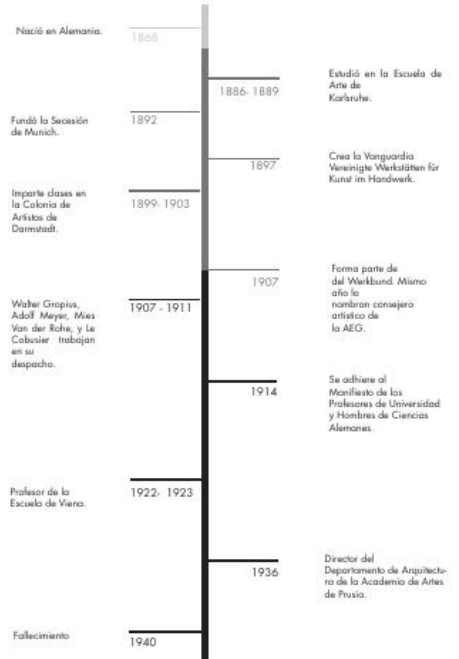 Nació en Alemania.
1868
Estudió en la Escuela de
Arte de
Karlsruhe.
1886- 1889
Fundó la Secesión
de Munich.
1892
Crea la Vanguardia
Vereinigte Werkstätten für
Kunst im Handwerk.
1897
Imparte clases en
la Colonia de
Artistas de
Darmstadt.
1899- 1903
Forma parte de
del Werkbund. Mismo
año lo
nombran consejero
artístico de
la AEG.
1907
Walter Gropius,
Adolf Meyer, Mies
Van der Rohe, y Le
Cobusier trabajan
en su
despacho.
1907 - 1911
Se adhiere al
Manifiesto de los
Profesores de Universidad
y Hombres de Ciencias
Alemanes.
1914
Profesor de la
Escuela de Viena.
1922- 1923
Director del
Departamento de Arquitectu-
ra de la Academia de Artes
de Prusia.
1936
Fallecimiento
1940